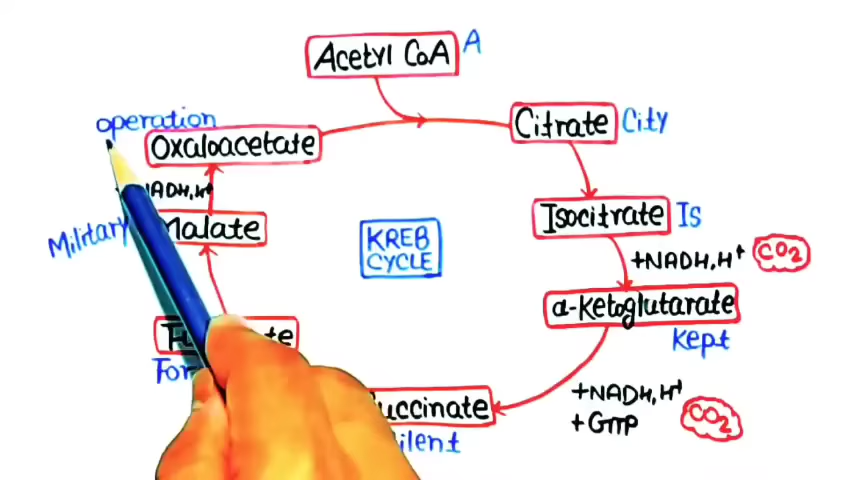 Acetyl CoA A
operation
Oxaloacetate
Citrate City
NADH, H+
Military
Malate
Isocitrate Is
KREB
CYCLE
+NADH, H+ CO2
α-Ketoglutarate
Kept
For
+NADH, H+
+GTP CO2
uccinate
ilent